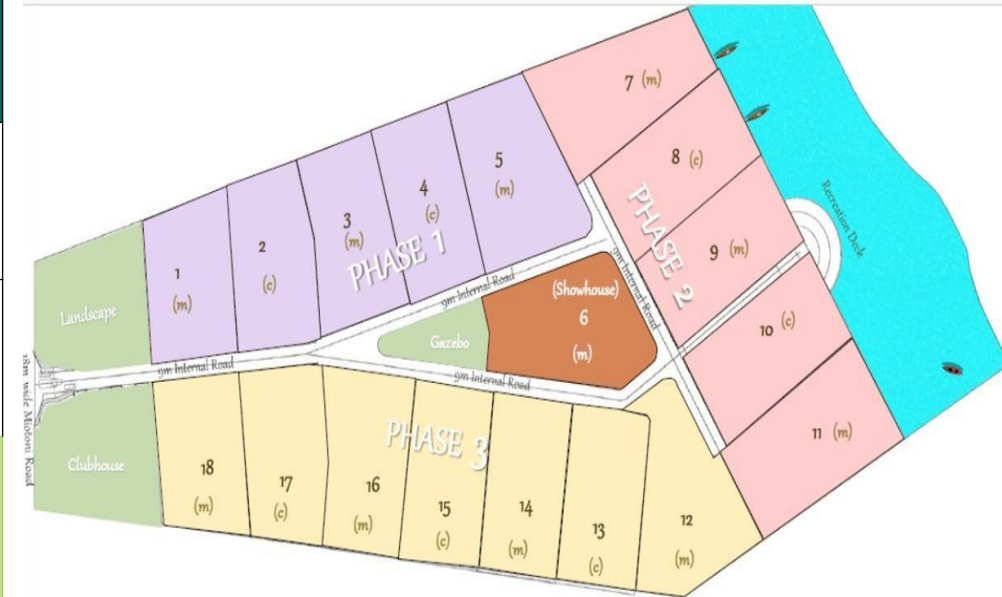 7 (m)
8 (c)
9 (m)
10 (c)
11 (m)
Recreation Deck
PHASE 2
9m Internal Road
5
(m)
4
(c)
3
(m)
2
(c)
1
(m)
PHASE 1
9m Internal Road
(Showhouse)
6
(m)
Gazebo
Landscape
9m Internal Road
9m Internal Road
18m wide Miotoni Road
Clubhouse
PHASE 3
18
(m)
17
(c)
16
(m)
15
(c)
14
(m)
13
(c)
12
(m)